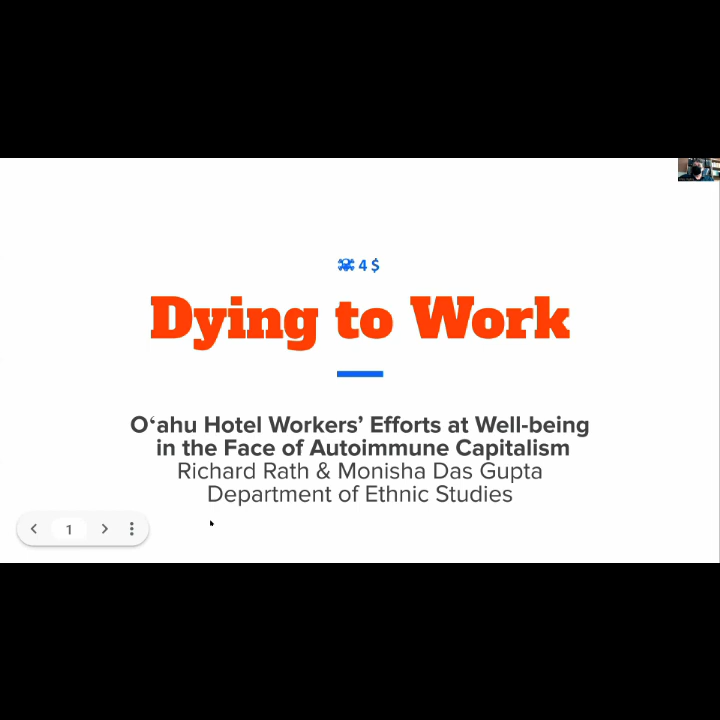 ☠ 4 $
Dying to Work
Oʻahu Hotel Workers’ Efforts at Well-being
in the Face of Autoimmune Capitalism
Richard Rath & Monisha Das Gupta
Department of Ethnic Studies
1